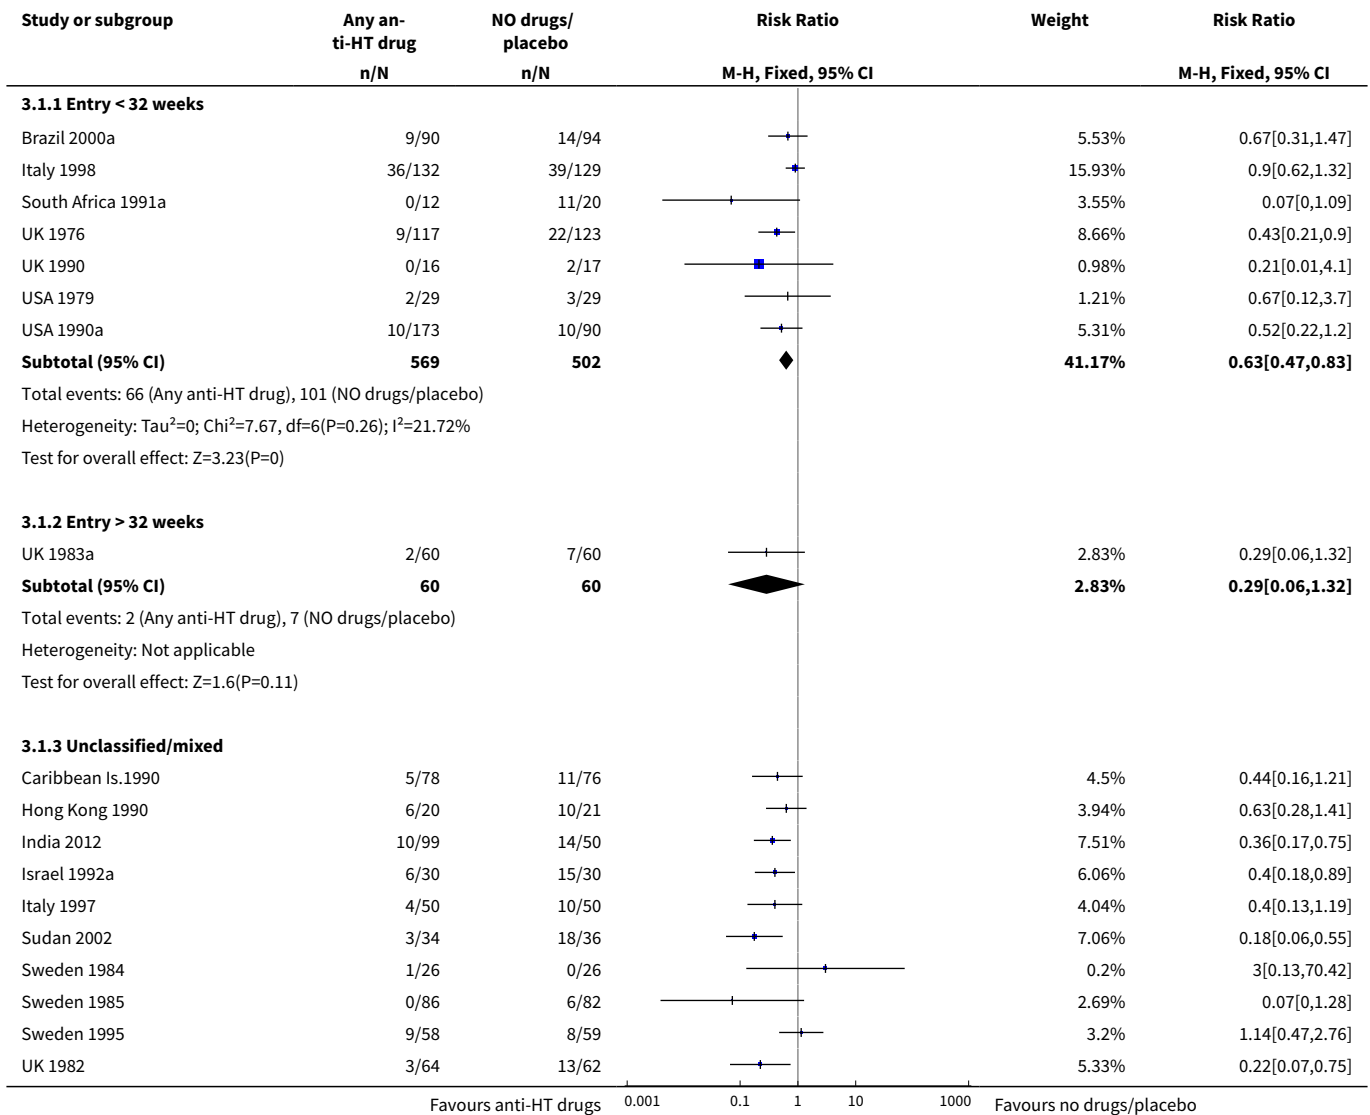 Study or subgroup Any an- NO drugs/ Risk Ratio Weight Risk Ratio
ti-HT drug placebo
n/N n/N M-H, Fixed, 95% CI M-H, Fixed, 95% CI
3.1.1 Entry < 32 weeks
Brazil 2000a 9/90 14/94 5.53% 0.67[0.31,1.47]
Italy 1998 36/132 39/129 15.93% 0.9[0.62,1.32]
South Africa 1991a 0/12 11/20 3.55% 0.07[0,1.09]
UK 1976 9/117 22/123 8.66% 0.43[0.21,0.9]
UK 1990 0/16 2/17 0.98% 0.21[0.01,4.1]
USA 1979 2/29 3/29 1.21% 0.67[0.12,3.7]
USA 1990a 10/173 10/90 5.31% 0.52[0.22,1.2]
Subtotal (95% CI) 569 502 41.17% 0.63[0.47,0.83]
Total events: 66 (Any anti-HT drug), 101 (NO drugs/placebo)
Heterogeneity: Tau²=0; Chi²=7.67, df=6(P=0.26); I²=21.72%
Test for overall effect: Z=3.23(P=0)
3.1.2 Entry > 32 weeks
UK 1983a 2/60 7/60 2.83% 0.29[0.06,1.32]
Subtotal (95% CI) 60 60 2.83% 0.29[0.06,1.32]
Total events: 2 (Any anti-HT drug), 7 (NO drugs/placebo)
Heterogeneity: Not applicable
Test for overall effect: Z=1.6(P=0.11)
3.1.3 Unclassified/mixed
Caribbean Is.1990 5/78 11/76 4.5% 0.44[0.16,1.21]
Hong Kong 1990 6/20 10/21 3.94% 0.63[0.28,1.41]
India 2012 10/99 14/50 7.51% 0.36[0.17,0.75]
Israel 1992a 6/30 15/30 6.06% 0.4[0.18,0.89]
Italy 1997 4/50 10/50 4.04% 0.4[0.13,1.19]
Sudan 2002 3/34 18/36 7.06% 0.18[0.06,0.55]
Sweden 1984 1/26 0/26 0.2% 3[0.13,70.42]
Sweden 1985 0/86 6/82 2.69% 0.07[0,1.28]
Sweden 1995 9/58 8/59 3.2% 1.14[0.47,2.76]
UK 1982 3/64 13/62 5.33% 0.22[0.07,0.75]
Favours anti-HT drugs 0.001 0.1 1 10 1000 Favours no drugs/placebo